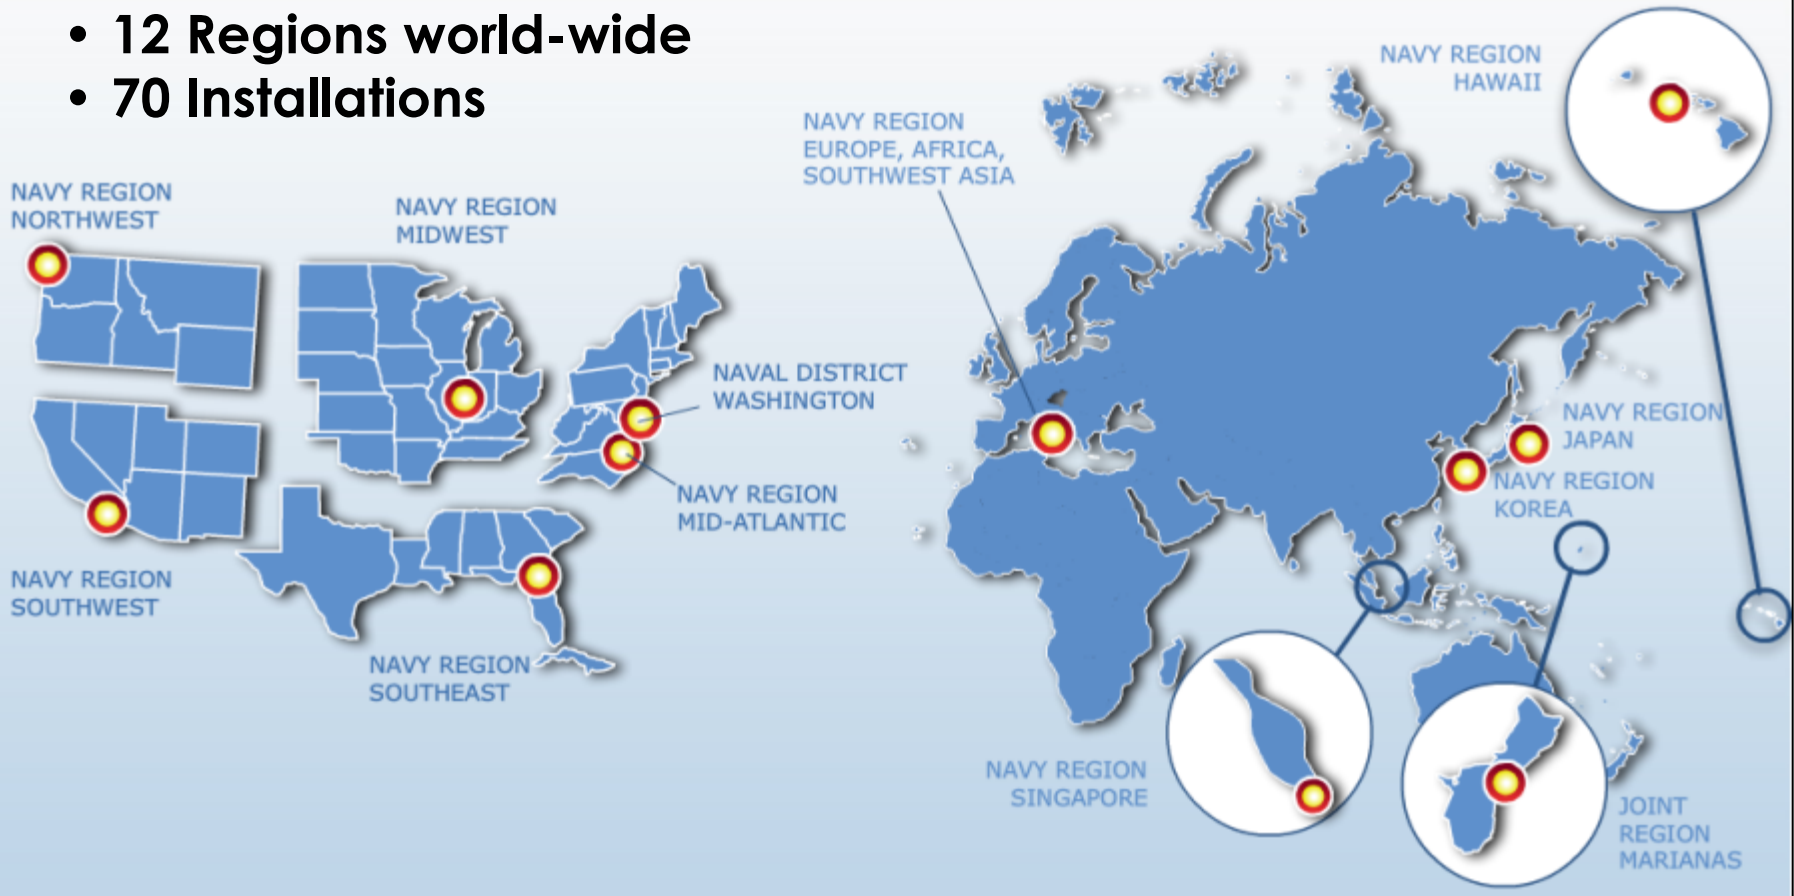 • 12 Regions world-wide
• 70 Installations
NAVY REGION
HAWAII
NAVY REGION
EUROPE, AFRICA,
SOUTHWEST ASIA
NAVY REGION
NORTHWEST
NAVY REGION
MIDWEST
NAVAL DISTRICT
WASHINGTON
NAVY REGION
JAPAN
NAVY REGION
KOREA
NAVY REGION
MID-ATLANTIC
NAVY REGION
SOUTHWEST
NAVY REGION
SOUTHEAST
NAVY REGION
SINGAPORE
JOINT
REGION
MARIANAS